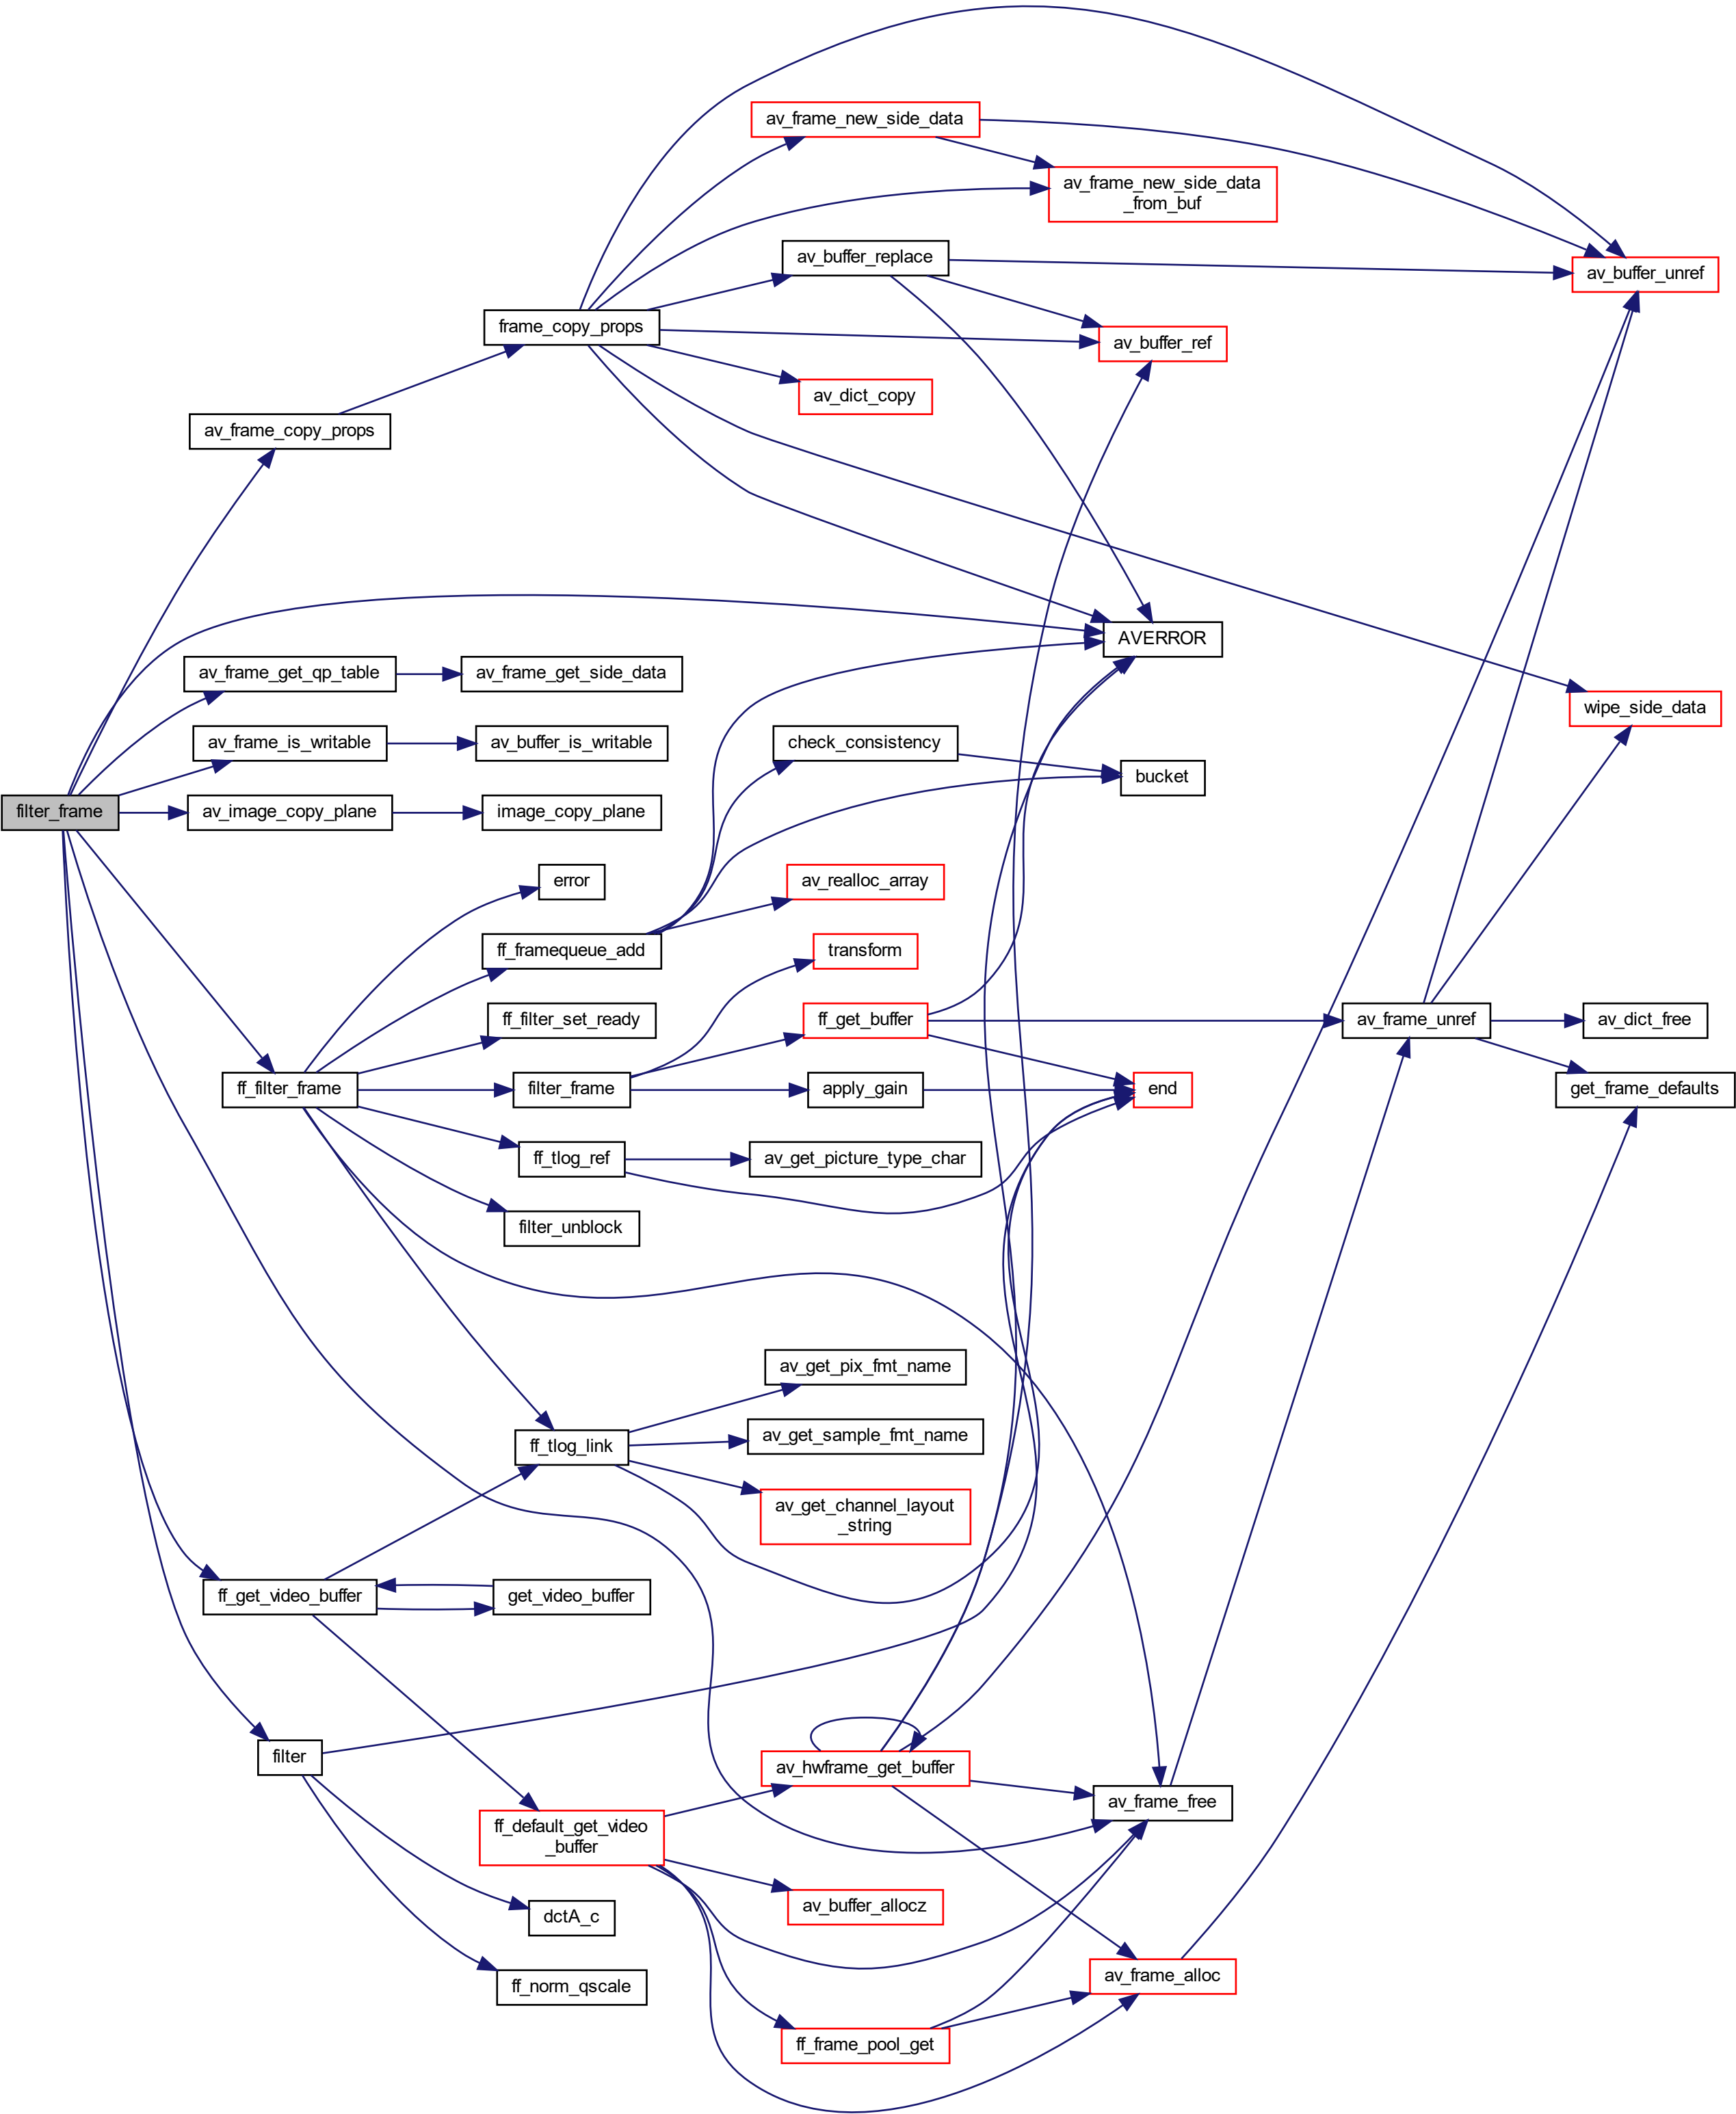 av_frame_new_side_data
av_frame_new_side_data
_from_buf
av_buffer_replace
av_buffer_unref
frame_copy_props
av_buffer_ref
av_dict_copy
av_frame_copy_props
AVERROR
av_frame_get_qp_table
av_frame_get_side_data
wipe_side_data
av_frame_is_writable
av_buffer_is_writable
check_consistency
bucket
filter_frame
av_image_copy_plane
image_copy_plane
error
av_realloc_array
ff_framequeue_add
transform
ff_filter_set_ready
ff_get_buffer
av_frame_unref
av_dict_free
ff_filter_frame
filter_frame
apply_gain
end
get_frame_defaults
ff_tlog_ref
av_get_picture_type_char
filter_unblock
av_get_pix_fmt_name
ff_tlog_link
av_get_sample_fmt_name
av_get_channel_layout
_string
ff_get_video_buffer
get_video_buffer
filter
av_hwframe_get_buffer
av_frame_free
ff_default_get_video
_buffer
av_buffer_allocz
dctA_c
ff_norm_qscale
av_frame_alloc
ff_frame_pool_get